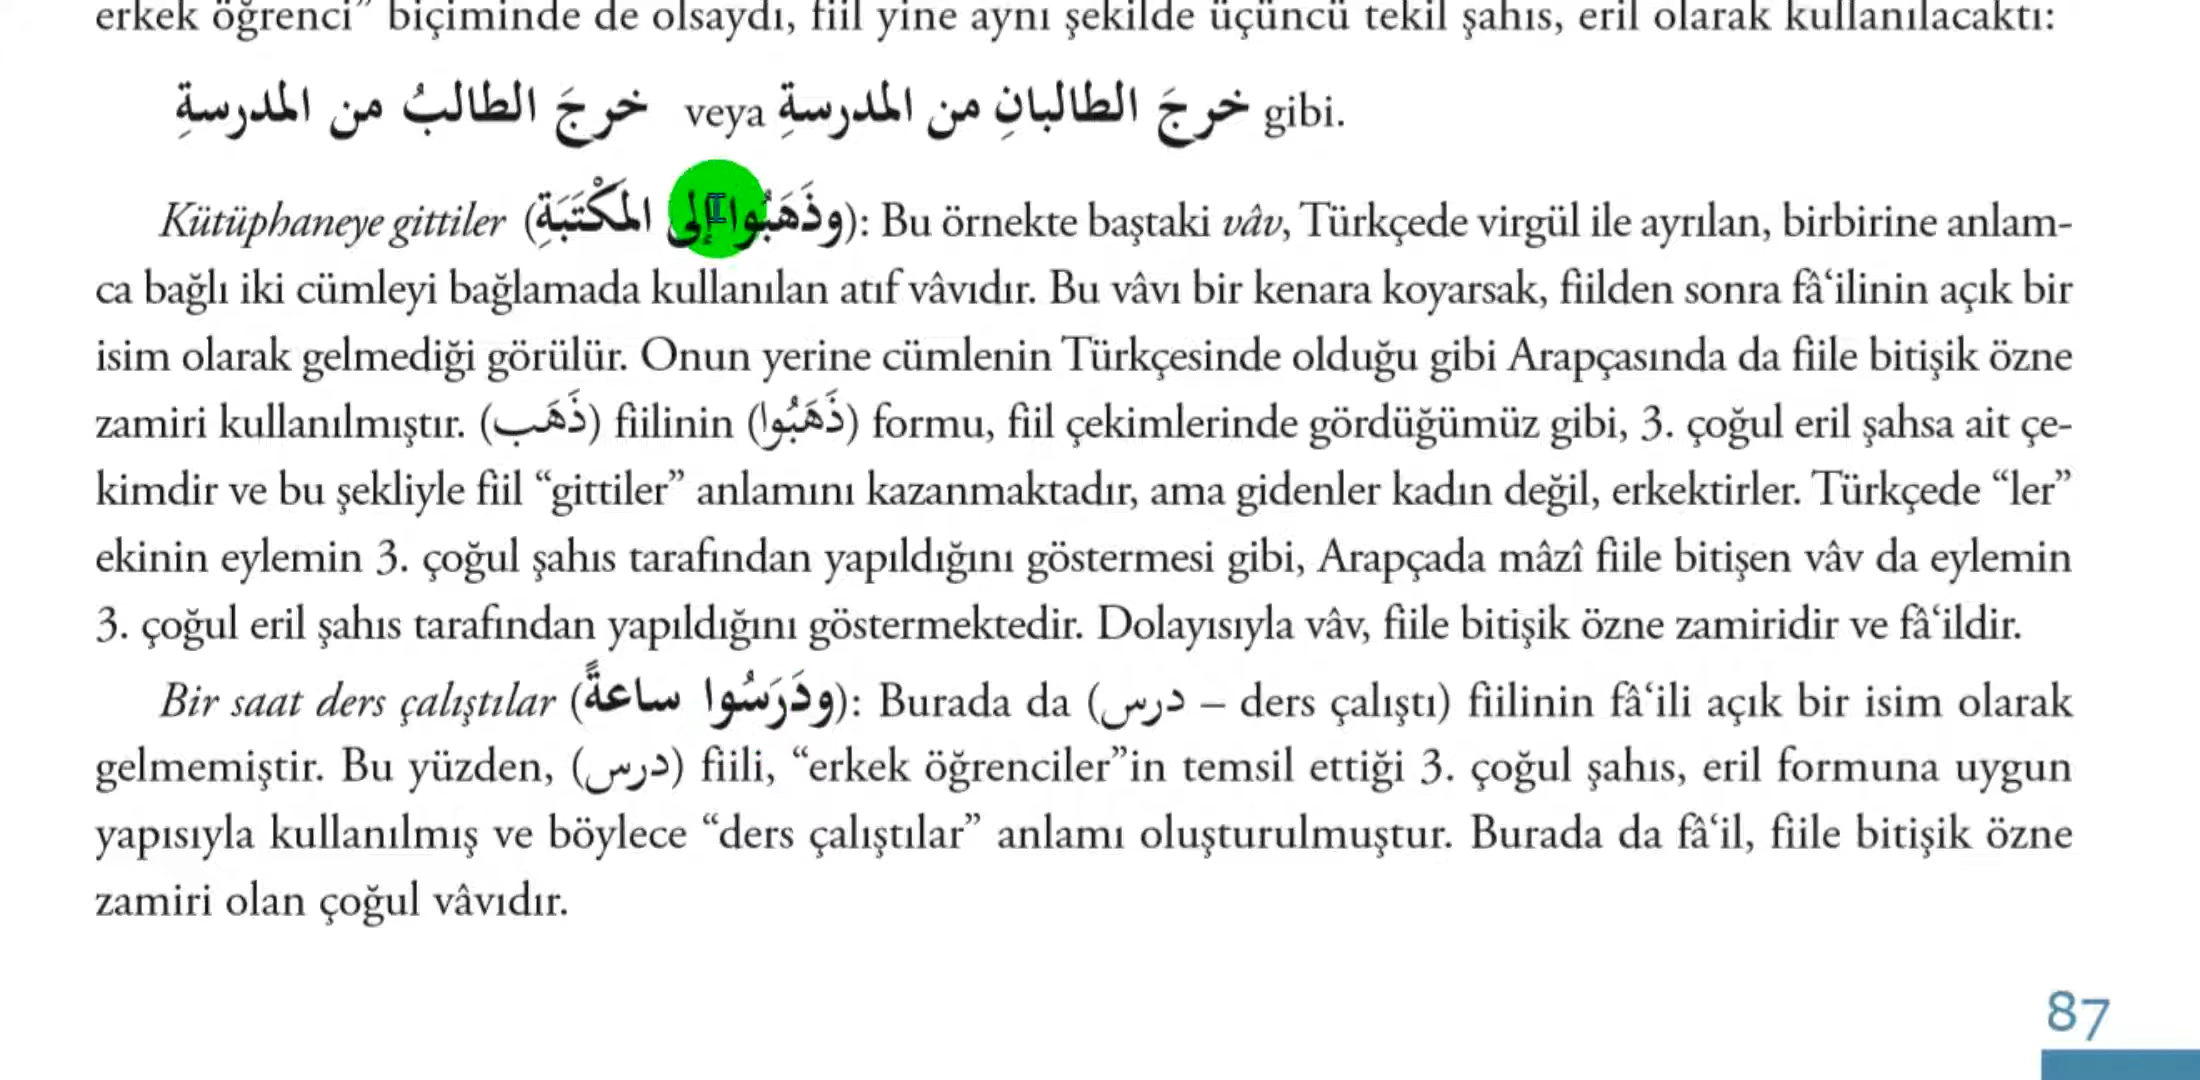 erkek öğrenci” biçiminde de olsaydı, fiil yine aynı şekilde üçüncü tekil şahıs, eril olarak kullanılacaktı:
خرجَ الطالبُ من المدرسةِ veya خرجَ الطالبانِ من المدرسةِ gibi.
Kütüphaneye gittiler (وذَهَبُوا إلى المَكْتَبَةِ): Bu örnekte baştaki vâv, Türkçede virgül ile ayrılan, birbirine anlam-
ca bağlı iki cümleyi bağlamada kullanılan atıf vâvıdır. Bu vâvı bir kenara koyarsak, fiilden sonra fâ‘ilinin açık bir
isim olarak gelmediği görülür. Onun yerine cümlenin Türkçesinde olduğu gibi Arapçasında da fiile bitişik özne
zamiri kullanılmıştır. (ذَهَب) fiilinin (ذَهَبُوا) formu, fiil çekimlerinde gördüğümüz gibi, 3. çoğul eril şahsa ait çe-
kimdir ve bu şekliyle fiil “gittiler” anlamını kazanmaktadır, ama gidenler kadın değil, erkektirler. Türkçede “ler”
ekinin eylemin 3. çoğul şahıs tarafından yapıldığını göstermesi gibi, Arapçada mâzî fiile bitişen vâv da eylemin
3. çoğul eril şahıs tarafından yapıldığını göstermektedir. Dolayısıyla vâv, fiile bitişik özne zamiridir ve fâ‘ildir.
Bir saat ders çalıştılar (ودَرَسُوا ساعةً): Burada da (درس – ders çalıştı) fiilinin fâ‘ili açık bir isim olarak
gelmemiştir. Bu yüzden, (درس) fiili, “erkek öğrenciler”in temsil ettiği 3. çoğul şahıs, eril formuna uygun
yapısıyla kullanılmış ve böylece “ders çalıştılar” anlamı oluşturulmuştur. Burada da fâ‘il, fiile bitişik özne
zamiri olan çoğul vâvıdır.
87